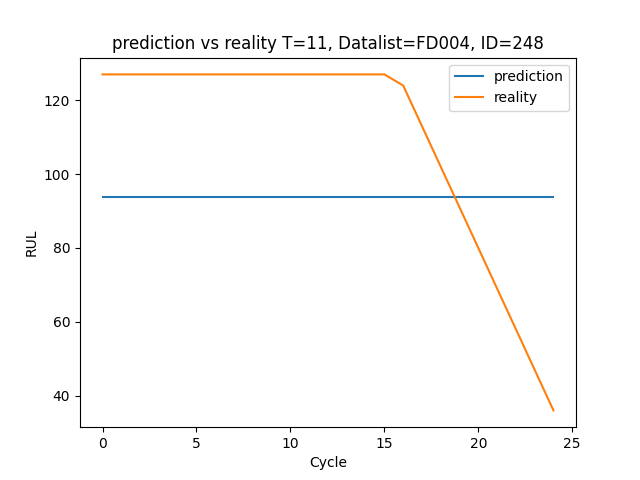 prediction vs reality T=11, Datalist=FD004, ID=248
prediction
reality
120
100
80
60
40
RUL
0 5 10 15 20 25
Cycle